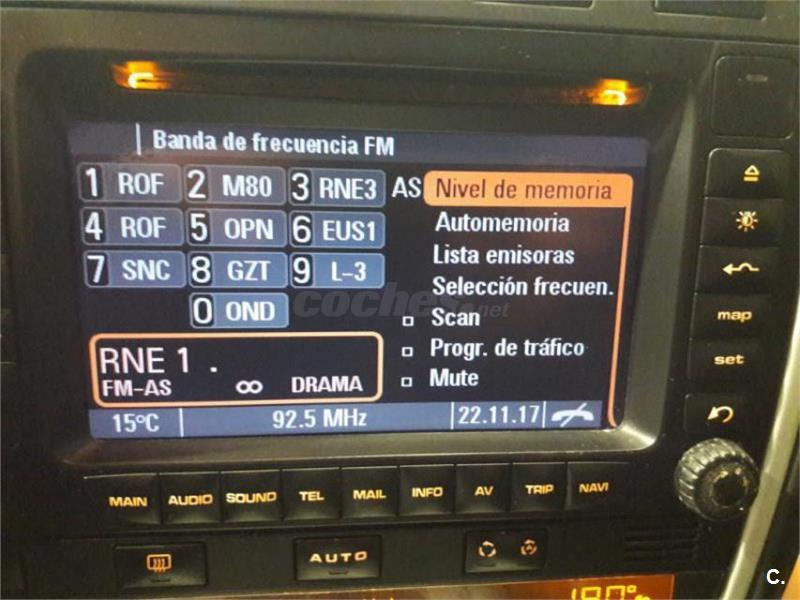 Banda de frecuencia FM
1 ROF 2 M80 3 RNE3 AS Nivel de memoria
4 ROF 5 OPN 6 EUS1 Automemoria
7 SNC 8 GZT 9 L-3 Lista emisoras
Selección frecuen.
0 OND
Scan
Progr. de tráfico
Mute
RNE 1 .
FM-AS ∞ DRAMA
15°C 92.5 MHz 22.11.17
map
set
MAIN AUDIO SOUND TEL MAIL INFO AV TRIP NAVI
AUTO
coches.net
C.